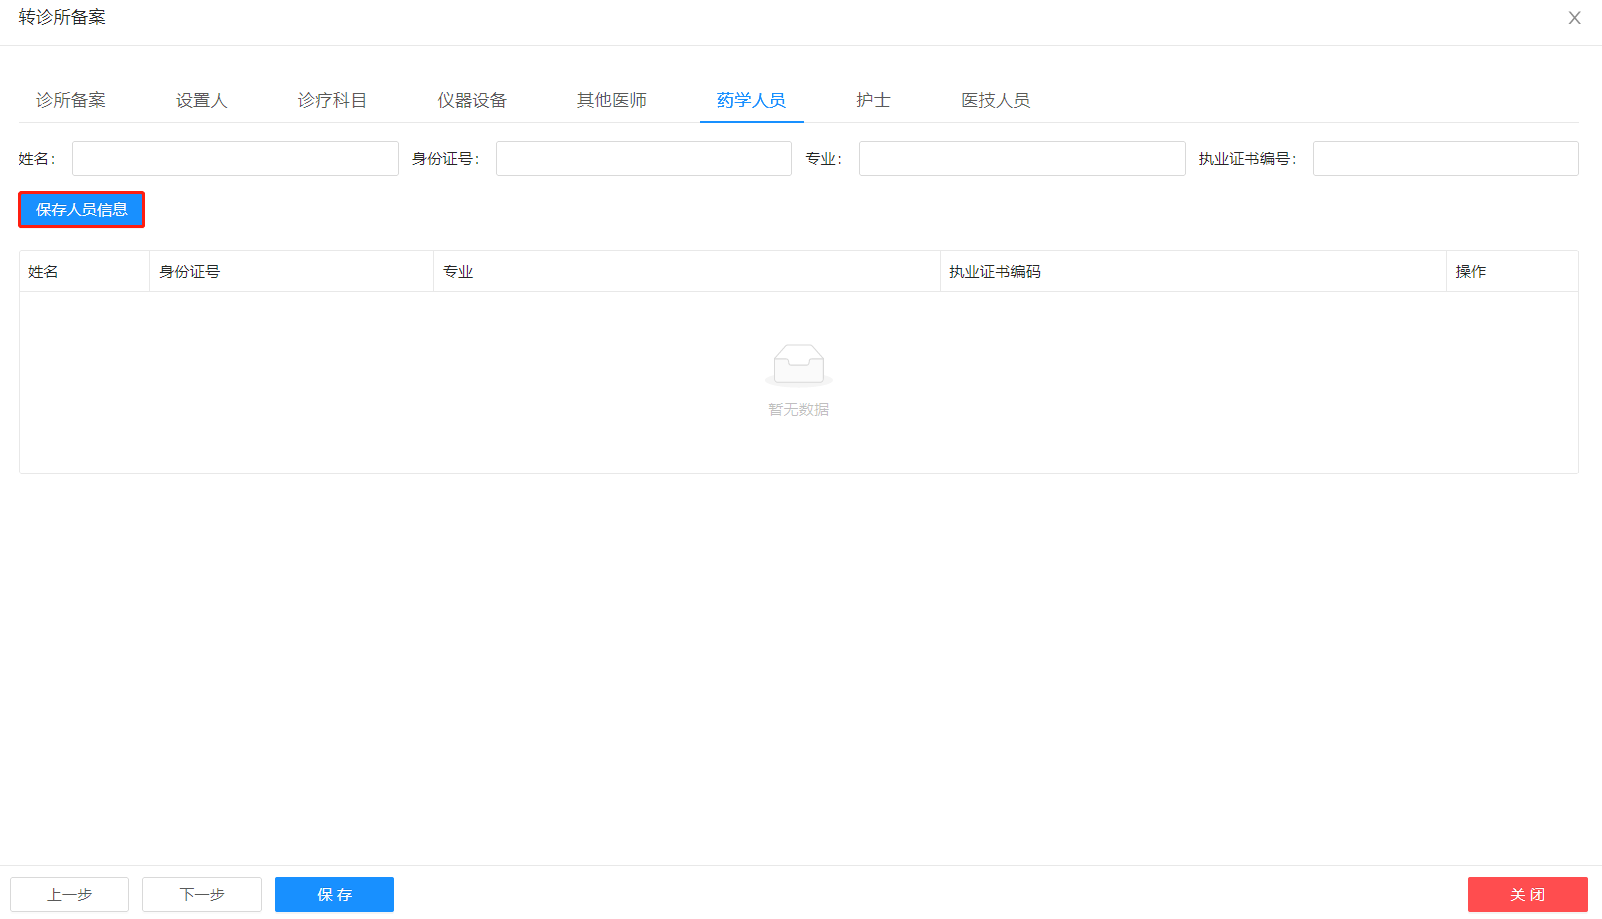 转诊所备案
诊所备案 设置人 诊疗科目 仪器设备 其他医师 药学人员 护士 医技人员
姓名： 身份证号： 专业： 执业证书编号：
保存人员信息
姓名 身份证号 专业 执业证书编码 操作
暂无数据
上一步 下一步 保 存 关 闭